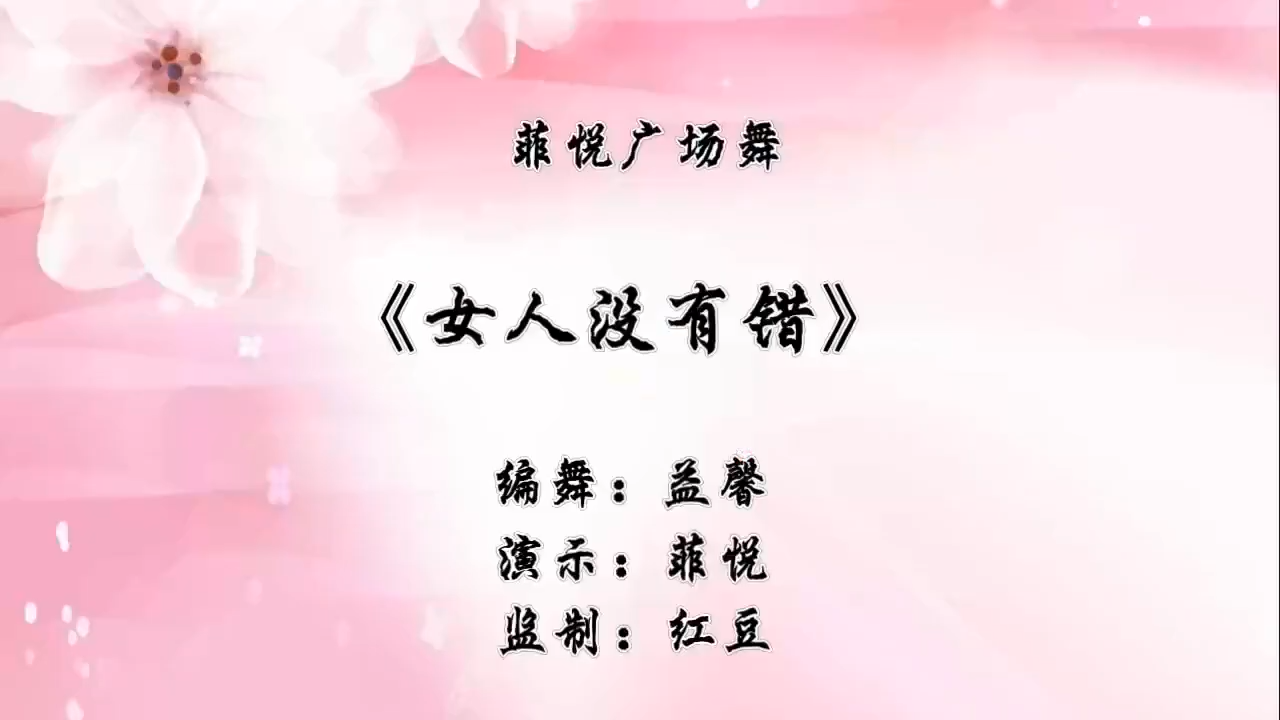 菲悦广场舞
《女人没有错》
编舞：益馨
演示：菲悦
监制：红豆